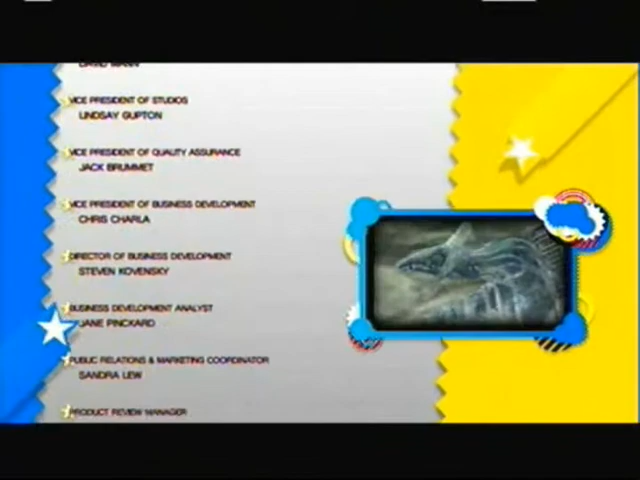 DAVID MANN
VICE PRESIDENT OF STUDIOS
LINDSAY GUPTON
VICE PRESIDENT OF QUALITY ASSURANCE
JACK BRUMMET
VICE PRESIDENT OF BUSINESS DEVELOPMENT
CHRIS CHARLA
DIRECTOR OF BUSINESS DEVELOPMENT
STEVEN KOVENSKY
BUSINESS DEVELOPMENT ANALYST
JANE PINCKARD
PUBLIC RELATIONS & MARKETING COORDINATOR
SANDRA LEW
PRODUCT REVIEW MANAGER